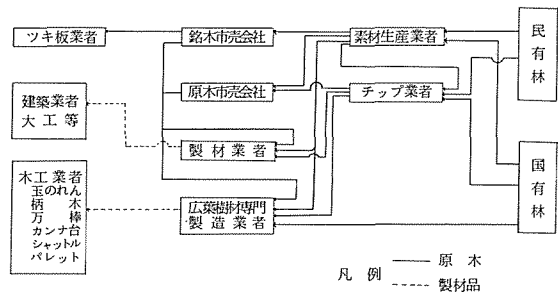 ツキ板業者
銘木市売会社
素材生産業者
民有林
原木市売会社
チップ業者
建築業者
大工等
製材業者
国有林
木工業者
玉のれん
柄木
万棒
カンナ台
シャットル
パレット
広葉樹材専門
製造業者
凡例
原木
製材品